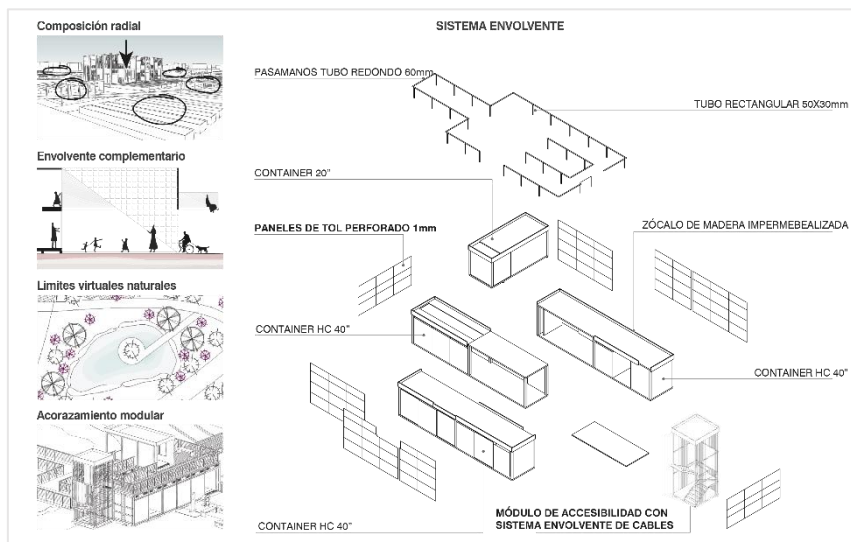 Composición radial
SISTEMA ENVOLVENTE
PASAMANOS TUBO REDONDO 60mm
TUBO RECTANGULAR 50X30mm
Envolvente complementario
CONTAINER 20"
PANELES DE TOL PERFORADO 1mm
ZÓCALO DE MADERA IMPERMEBEALIZADA
Limites virtuales naturales
CONTAINER HC 40"
CONTAINER HC 40"
Acorazamiento modular
MÓDULO DE ACCESIBILIDAD CON
SISTEMA ENVOLVENTE DE CABLES
CONTAINER HC 40"